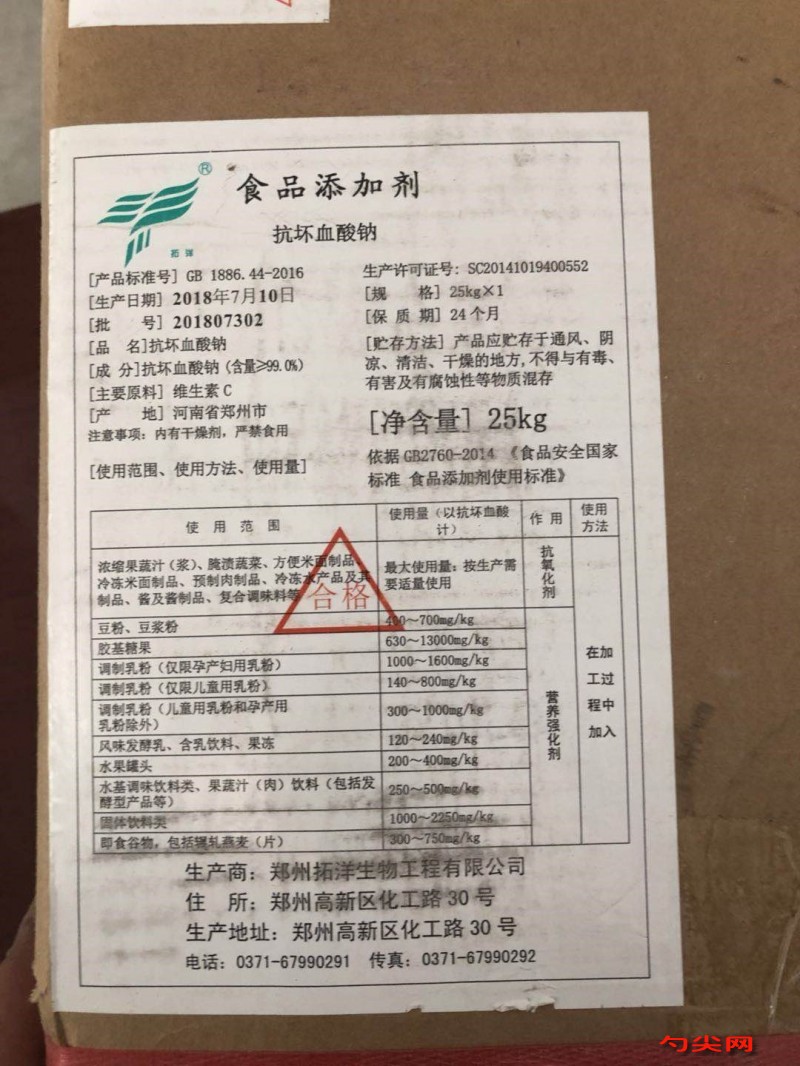 ®
食品添加剂
抗坏血酸钠
拓洋
[产品标准号] GB 1886.44-2016
生产许可证号: SC20141019400552
[生产日期] 2018年7月10日
[规 格] 25kg×1
[批 号] 201807302
[保 质 期] 24个月
[品 名]抗坏血酸钠
[贮存方法] 产品应贮存于通风、阴
凉、清洁、干燥的地方,不得与有毒、
有害及有腐蚀性等物质混存
[成 分]抗坏血酸钠(含量≥99.0%)
[主要原料] 维生素C
[产 地] 河南省郑州市
[净含量] 25kg
注意事项: 内有干燥剂, 严禁食用
依据GB2760-2014 《食品安全国家
标准 食品添加剂使用标准》
[使用范围、使用方法、使用量]
使 用 范 围
使用量(以抗坏血酸
计)
作 用
使用
方法
浓缩果蔬汁(浆)、腌渍蔬菜、方便米面制品、
冷冻米面制品、预制肉制品、冷冻水产品及其
制品、酱及酱制品、复合调味料等
最大使用量: 按生产需
要适量使用
抗氧化剂
合格
豆粉、豆浆粉
400~700mg/kg
胶基糖果
630~13000mg/kg
调制乳粉(仅限孕产妇用乳粉)
1000~1600mg/kg
调制乳粉(仅限儿童用乳粉)
140~800mg/kg
调制乳粉(儿童用乳粉和孕产用
乳粉除外)
300~1000mg/kg
风味发酵乳、含乳饮料、果冻
120~240mg/kg
水果罐头
200~400mg/kg
水基调味饮料类、果蔬汁(肉)饮料(包括发
酵型产品等)
250~500mg/kg
固体饮料类
1000~2250mg/kg
即食谷物,包括辗轧燕麦(片)
300~750mg/kg
营养强化剂
在加
工过
程中
加入
生产商: 郑州拓洋生物工程有限公司
住 所: 郑州高新区化工路30号
生产地址: 郑州高新区化工路30号
电话: 0371-67990291 传真: 0371-67990292
勺尖网